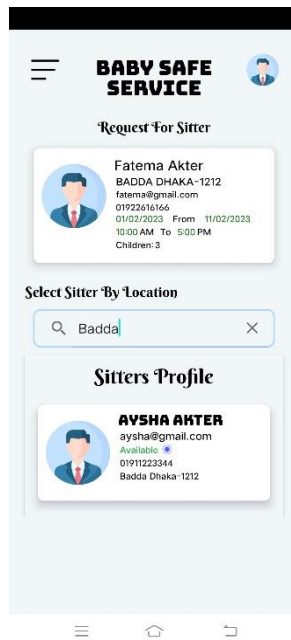 BABY SAFE
SERVICE
Request For Sitter
Fatema Akter
BADDA DHAKA-1212
fatema@gmail.com
01922616166
01/02/2023 From 11/02/2023
10:00 AM To 5:00 PM
Children: 3
Select Sitter By Location
Badda
Sitters Profile
AYSHA AKTER
aysha@gmail.com
Available
01911223344
Badda Dhaka-1212